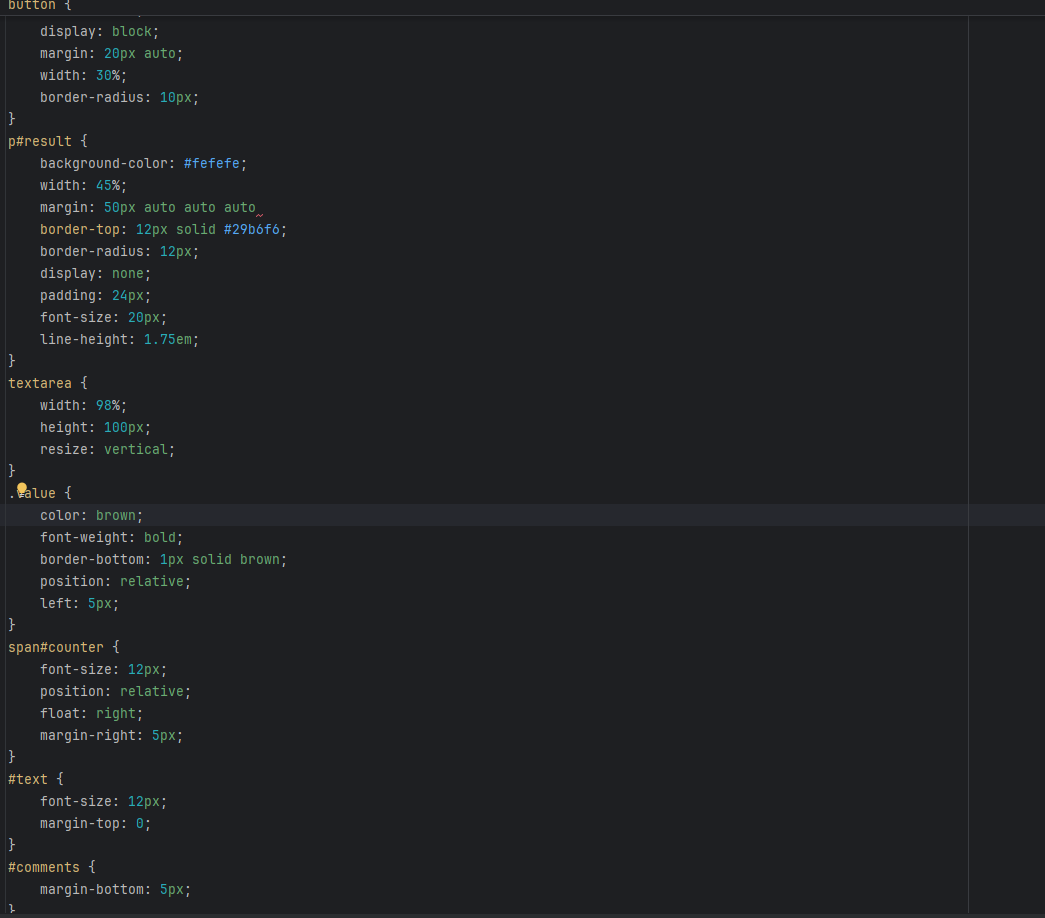 button {
    display: block;
    margin: 20px auto;
    width: 30%;
    border-radius: 10px;
}
p#result {
    background-color: #fefefe;
    width: 45%;
    margin: 50px auto auto auto
    border-top: 12px solid #29b6f6;
    border-radius: 12px;
    display: none;
    padding: 24px;
    font-size: 20px;
    line-height: 1.75em;
}
textarea {
    width: 98%;
    height: 100px;
    resize: vertical;
}
.value {
    color: brown;
    font-weight: bold;
    border-bottom: 1px solid brown;
    position: relative;
    left: 5px;
}
span#counter {
    font-size: 12px;
    position: relative;
    float: right;
    margin-right: 5px;
}
#text {
    font-size: 12px;
    margin-top: 0;
}
#comments {
    margin-bottom: 5px;
}